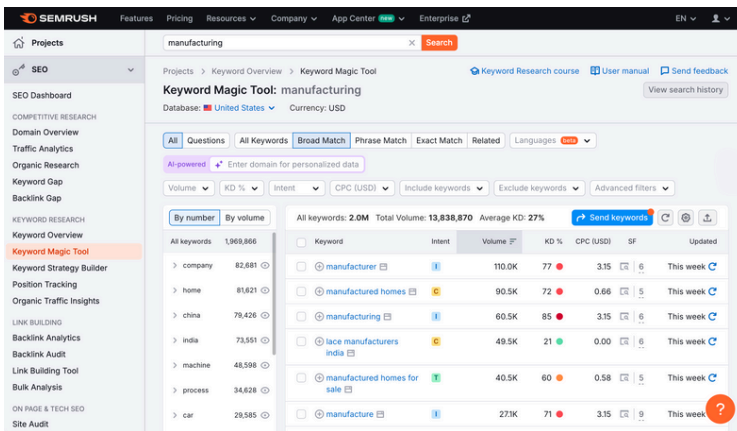 SEMRUSH Features Pricing Resources Company App Center new Enterprise EN
Projects
manufacturing × Search
SEO
Projects > Keyword Overview > Keyword Magic Tool
Keyword Research course User manual Send feedback
Keyword Magic Tool: manufacturing
View search history
Database: United States Currency: USD
SEO Dashboard
COMPETITIVE RESEARCH
Domain Overview
Traffic Analytics
Organic Research
Keyword Gap
Backlink Gap
KEYWORD RESEARCH
Keyword Overview
Keyword Magic Tool
Keyword Strategy Builder
Position Tracking
Organic Traffic Insights
LINK BUILDING
Backlink Analytics
Backlink Audit
Link Building Tool
Bulk Analysis
ON PAGE & TECH SEO
Site Audit
All Questions All Keywords Broad Match Phrase Match Exact Match Related Languages beta
AI-powered Enter domain for personalized data
Volume KD % Intent CPC (USD) Include keywords Exclude keywords Advanced filters
By number By volume
All keywords: 2.0M Total Volume: 13,838,870 Average KD: 27% Send keywords
All keywords 1,969,866
company 82,681
home 81,621
china 79,426
india 73,551
machine 48,598
process 34,628
car 29,585
Keyword Intent Volume KD % CPC (USD) SF Updated
manufacturer I 110.0K 77 3.15 6 This week
manufactured homes C 90.5K 72 0.66 5 This week
manufacturing I 60.5K 85 3.15 6 This week
lace manufacturers india C 49.5K 21 0.00 6 This week
manufactured homes for sale T 40.5K 60 0.58 5 This week
manufacture I 27.1K 71 3.15 9 This week
?